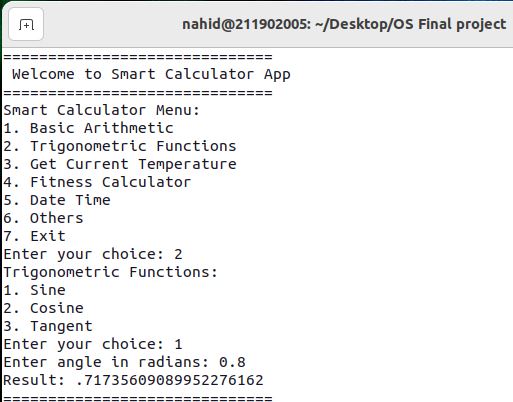 nahid@211902005: ~/Desktop/OS Final project
==============================
 Welcome to Smart Calculator App
==============================
Smart Calculator Menu:
1. Basic Arithmetic
2. Trigonometric Functions
3. Get Current Temperature
4. Fitness Calculator
5. Date Time
6. Others
7. Exit
Enter your choice: 2
Trigonometric Functions:
1. Sine
2. Cosine
3. Tangent
Enter your choice: 1
Enter angle in radians: 0.8
Result: .71735609089952276162
==============================